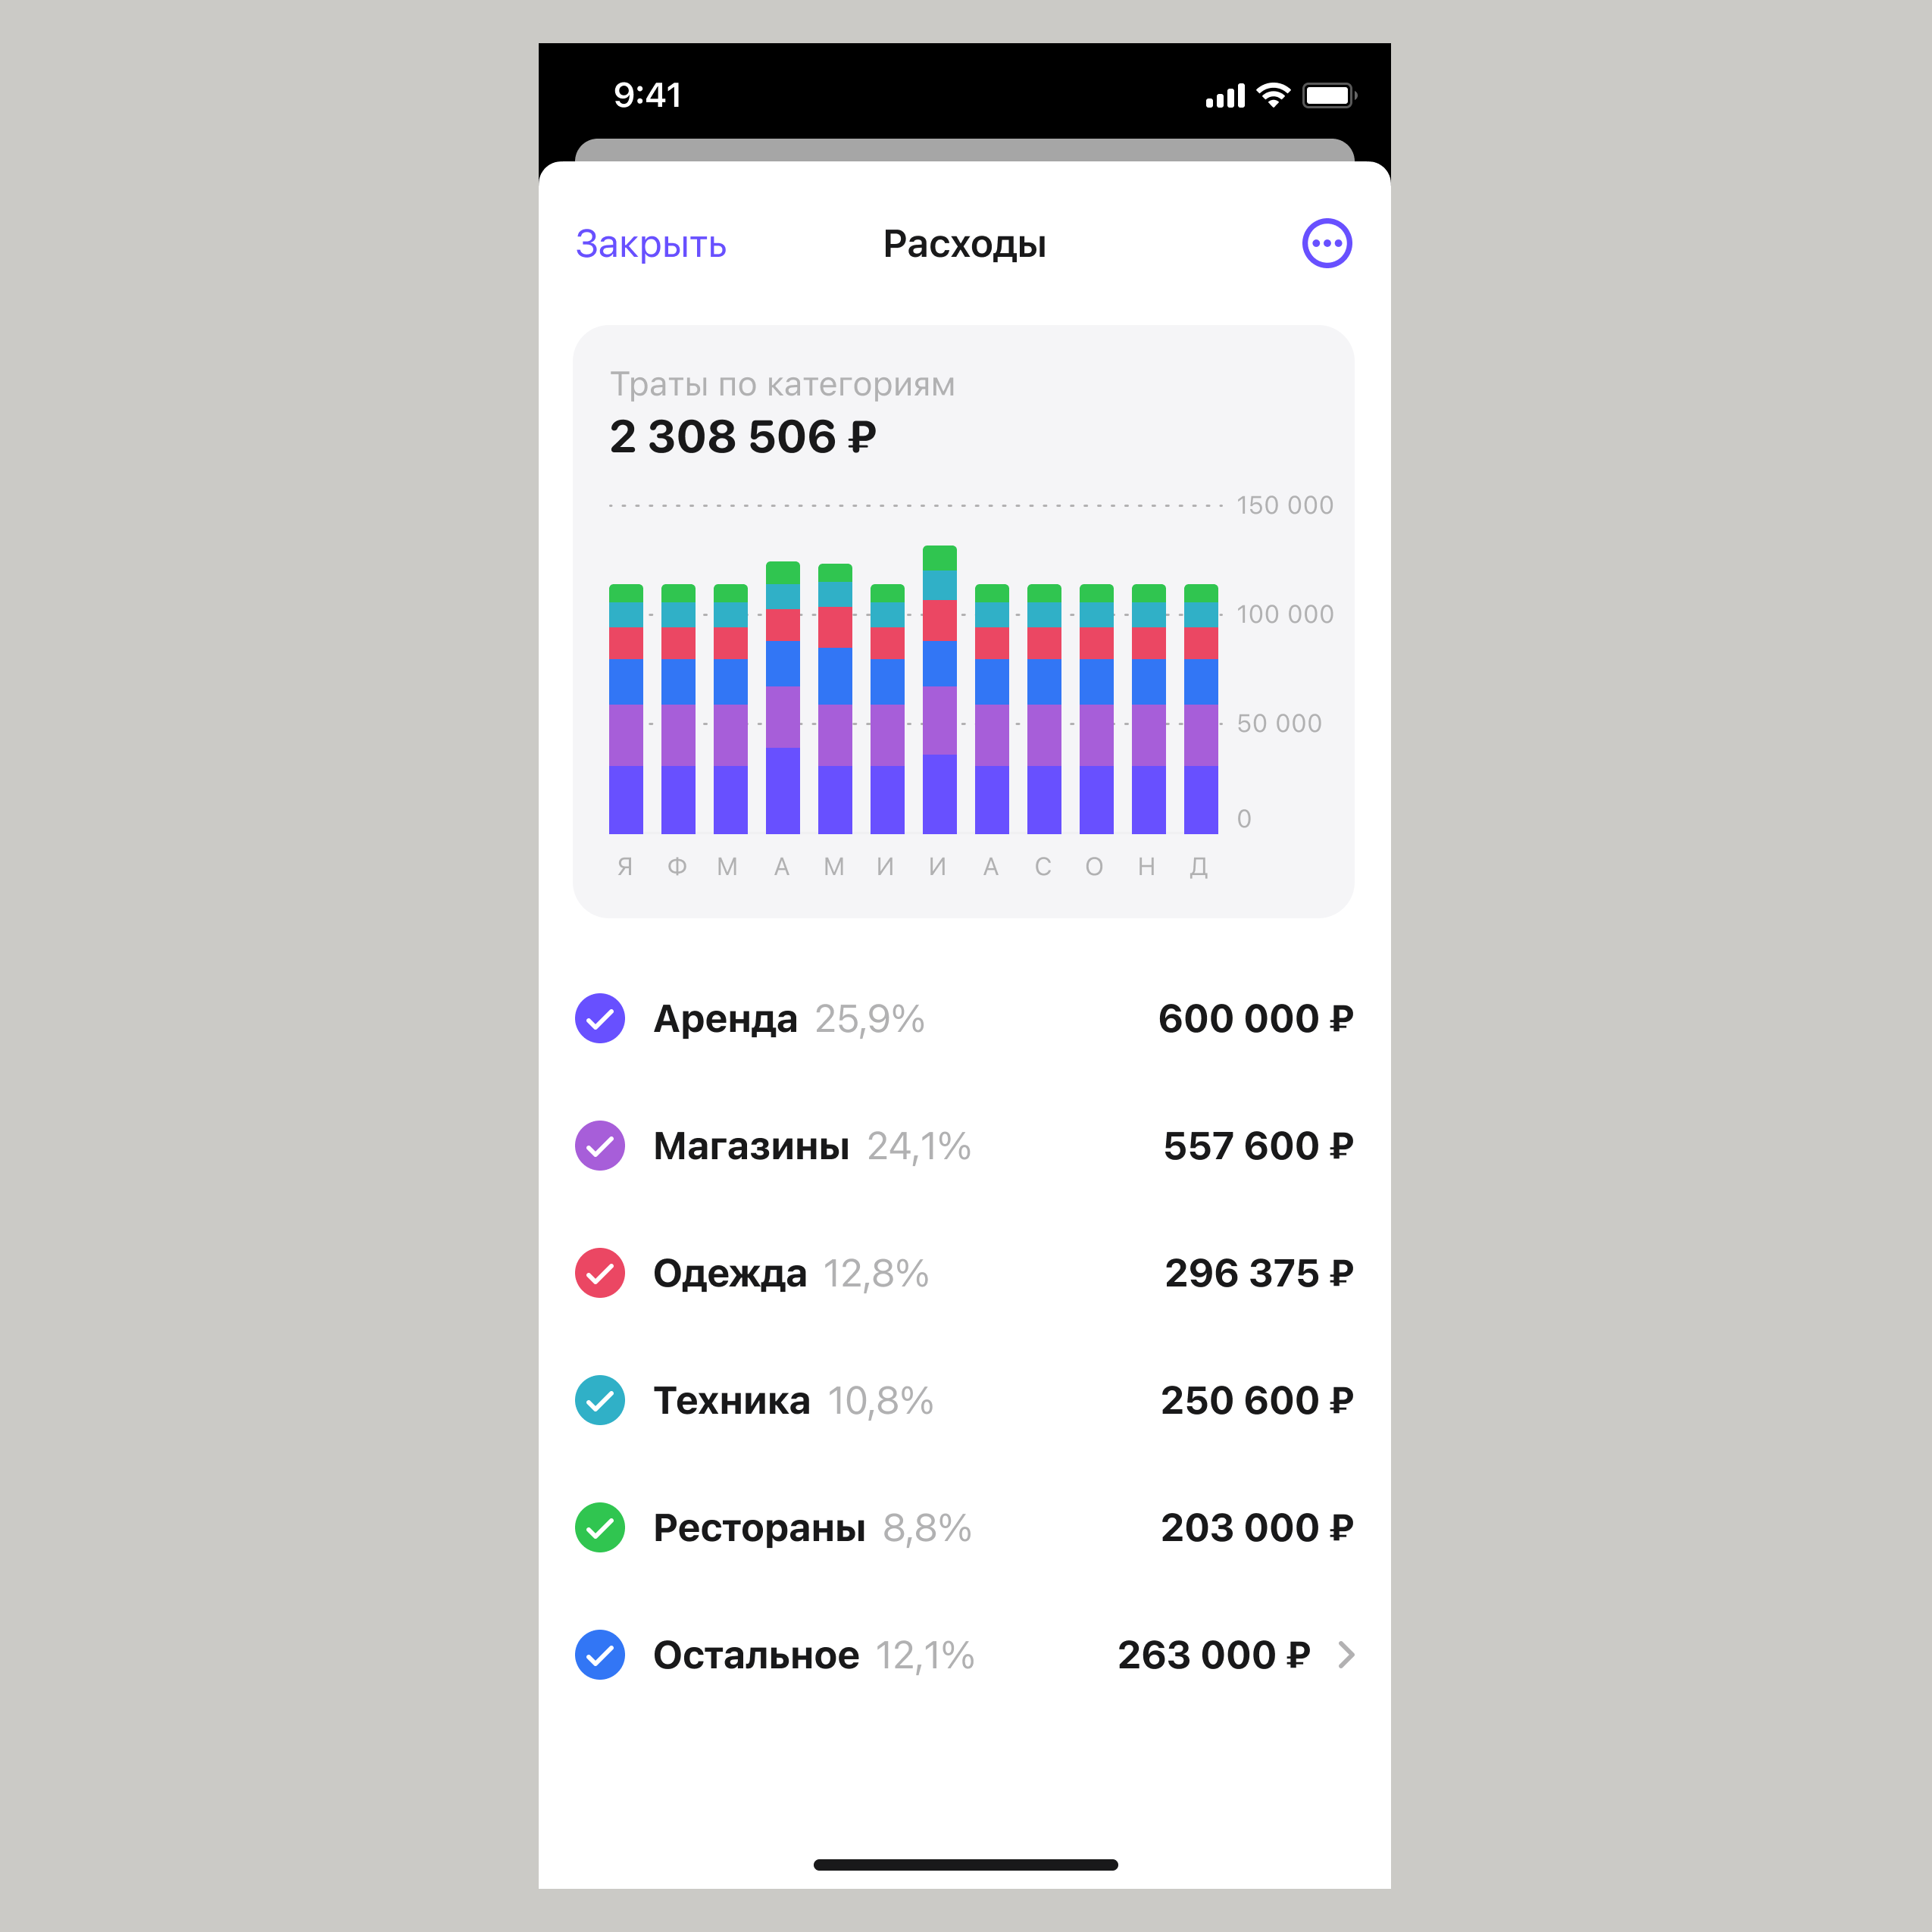 9:41
Закрыть Расходы
Траты по категориям
2 308 506 ₽
150 000
100 000
50 000
0
Я Ф М А М И И А С О Н Д
Аренда 25,9% 600 000 ₽
Магазины 24,1% 557 600 ₽
Одежда 12,8% 296 375 ₽
Техника 10,8% 250 600 ₽
Рестораны 8,8% 203 000 ₽
Остальное 12,1% 263 000 ₽